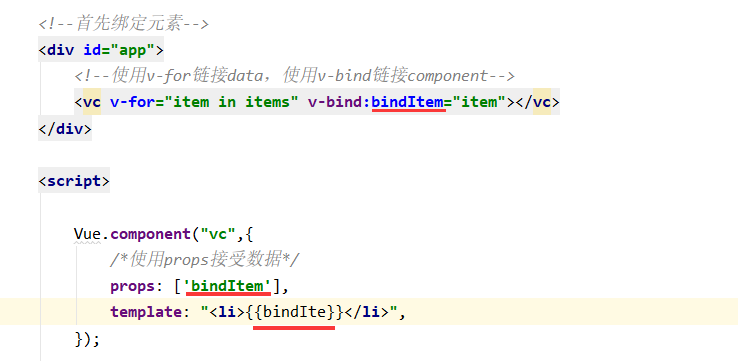 <!--首先绑定元素-->
<div id="app">
<!--使用v-for链接data，使用v-bind链接component-->
<vc v-for="item in items" v-bind:bindItem="item"></vc>
</div>
<script>
Vue.component("vc",{
/*使用props接受数据*/
props: ['bindItem'],
template: "<li>{{bindIte}}</li>",
});